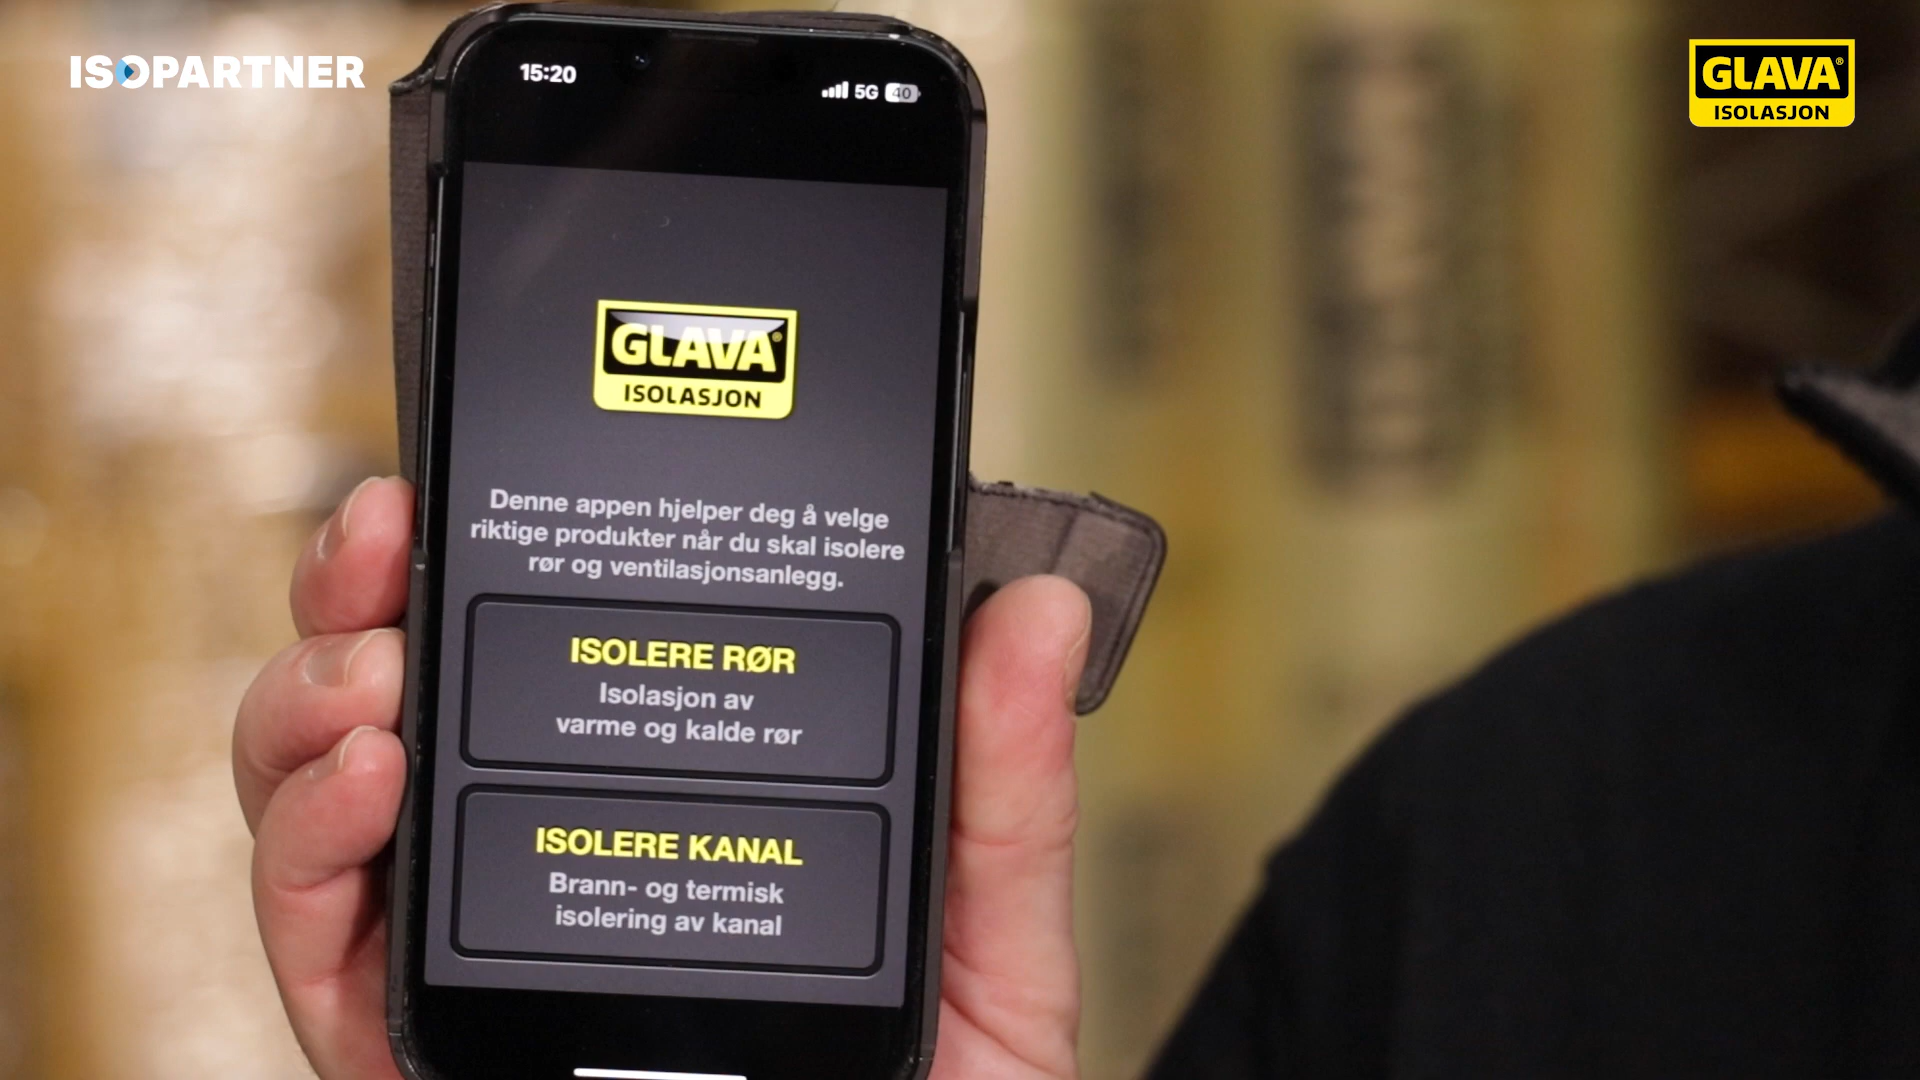 ISOPARTNER
GLAVA®
ISOLASJON
15:20
5G 40
GLAVA®
ISOLASJON
Denne appen hjelper deg å velge
riktige produkter når du skal isolere
rør og ventilasjonsanlegg.
ISOLERE RØR
Isolasjon av
varme og kalde rør
ISOLERE KANAL
Brann- og termisk
isolering av kanal